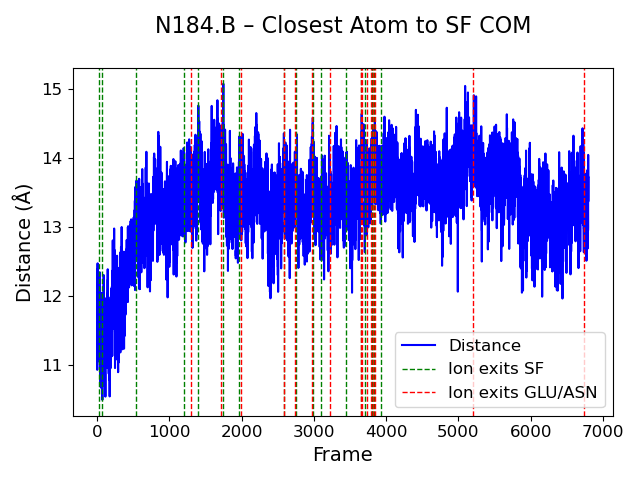 N184.B – Closest Atom to SF COM
15
14
13
12
11
Distance (Å)
Distance
Ion exits SF
Ion exits GLU/ASN
0
1000
2000
3000
4000
5000
6000
7000
Frame